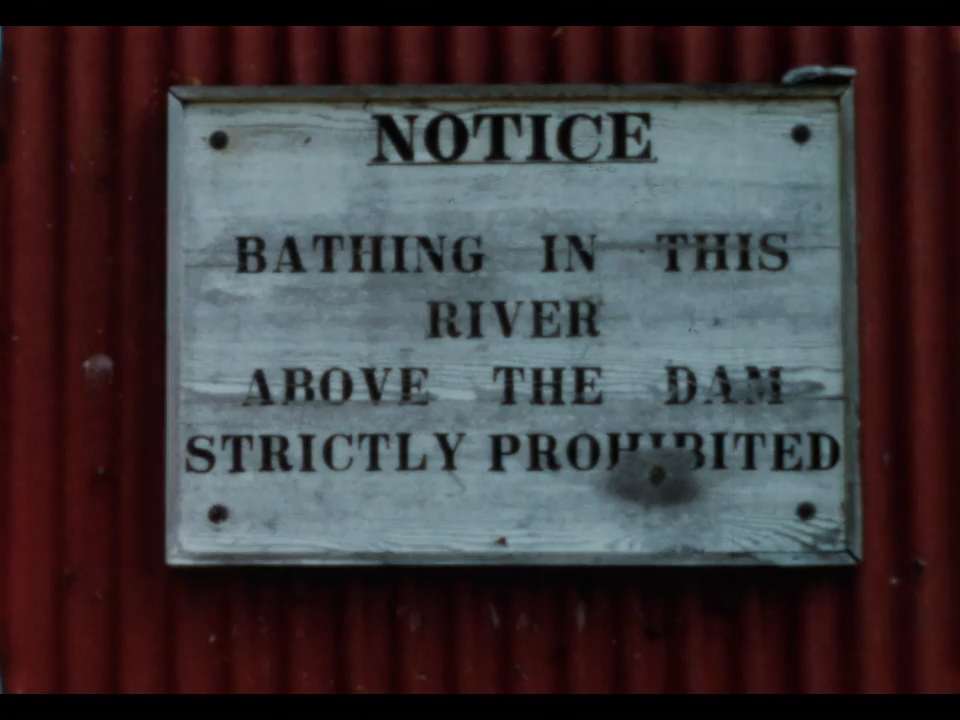 NOTICE
BATHING IN THIS
RIVER
ABOVE THE DAM
STRICTLY PROHIBITED